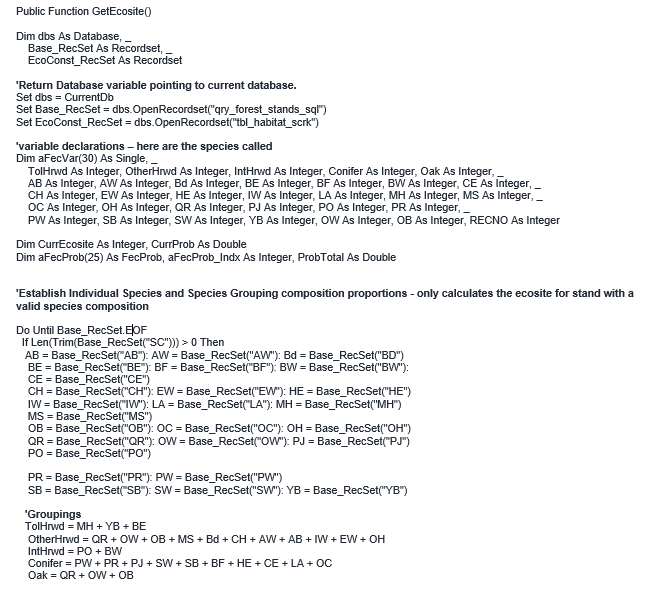 Public Function GetEcosite()
Dim dbs As Database, _
Base_RecSet As Recordset, _
EcoConst_RecSet As Recordset
'Return Database variable pointing to current database.
Set dbs = CurrentDb
Set Base_RecSet = dbs.OpenRecordset("qry_forest_stands_sql")
Set EcoConst_RecSet = dbs.OpenRecordset("tbl_habitat_scrk")
'variable declarations – here are the species called
Dim aFecVar(30) As Single, _
TolHrwd As Integer, OtherHrwd As Integer, IntHrwd As Integer, Conifer As Integer, Oak As Integer, _
AB As Integer, AW As Integer, Bd As Integer, BE As Integer, BF As Integer, BW As Integer, CE As Integer, _
CH As Integer, EW As Integer, HE As Integer, IW As Integer, LA As Integer, MH As Integer, MS As Integer, _
OC As Integer, OH As Integer, QR As Integer, PJ As Integer, PO As Integer, PR As Integer, _
PW As Integer, SB As Integer, SW As Integer, YB As Integer, OW As Integer, OB As Integer, RECNO As Integer
Dim CurrEcosite As Integer, CurrProb As Double
Dim aFecProb(25) As FecProb, aFecProb_Indx As Integer, ProbTotal As Double
'Establish Individual Species and Species Grouping composition proportions - only calculates the ecosite for stand with a
valid species composition
Do Until Base_RecSet.EOF
If Len(Trim(Base_RecSet("SC"))) > 0 Then
AB = Base_RecSet("AB"): AW = Base_RecSet("AW"): Bd = Base_RecSet("BD")
BE = Base_RecSet("BE"): BF = Base_RecSet("BF"): BW = Base_RecSet("BW"):
CE = Base_RecSet("CE")
CH = Base_RecSet("CH"): EW = Base_RecSet("EW"): HE = Base_RecSet("HE")
IW = Base_RecSet("IW"): LA = Base_RecSet("LA"): MH = Base_RecSet("MH")
MS = Base_RecSet("MS")
OB = Base_RecSet("OB"): OC = Base_RecSet("OC"): OH = Base_RecSet("OH")
QR = Base_RecSet("QR"): OW = Base_RecSet("OW"): PJ = Base_RecSet("PJ")
PO = Base_RecSet("PO")
PR = Base_RecSet("PR"): PW = Base_RecSet("PW")
SB = Base_RecSet("SB"): SW = Base_RecSet("SW"): YB = Base_RecSet("YB")
'Groupings
TolHrwd = MH + YB + BE
OtherHrwd = QR + OW + OB + MS + Bd + CH + AW + AB + IW + EW + OH
IntHrwd = PO + BW
Conifer = PW + PR + PJ + SW + SB + BF + HE + CE + LA + OC
Oak = QR + OW + OB